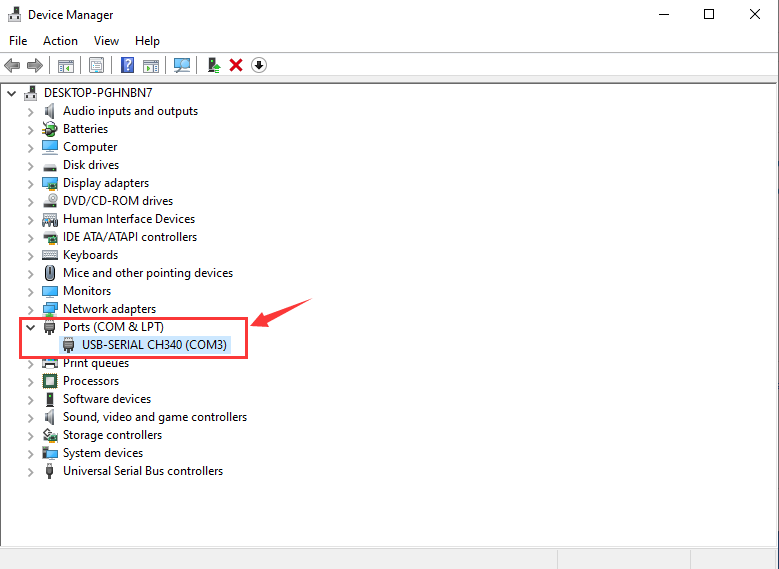 Device Manager
File Action View Help
DESKTOP-PGHNBN7
Audio inputs and outputs
Batteries
Computer
Disk drives
Display adapters
DVD/CD-ROM drives
Human Interface Devices
IDE ATA/ATAPI controllers
Keyboards
Mice and other pointing devices
Monitors
Network adapters
Ports (COM & LPT)
USB-SERIAL CH340 (COM3)
Print queues
Processors
Software devices
Sound, video and game controllers
Storage controllers
System devices
Universal Serial Bus controllers